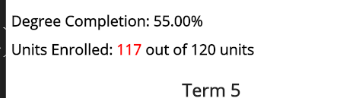 Degree Completion: 55.00%
Units Enrolled: 117 out of 120 units
Term 5